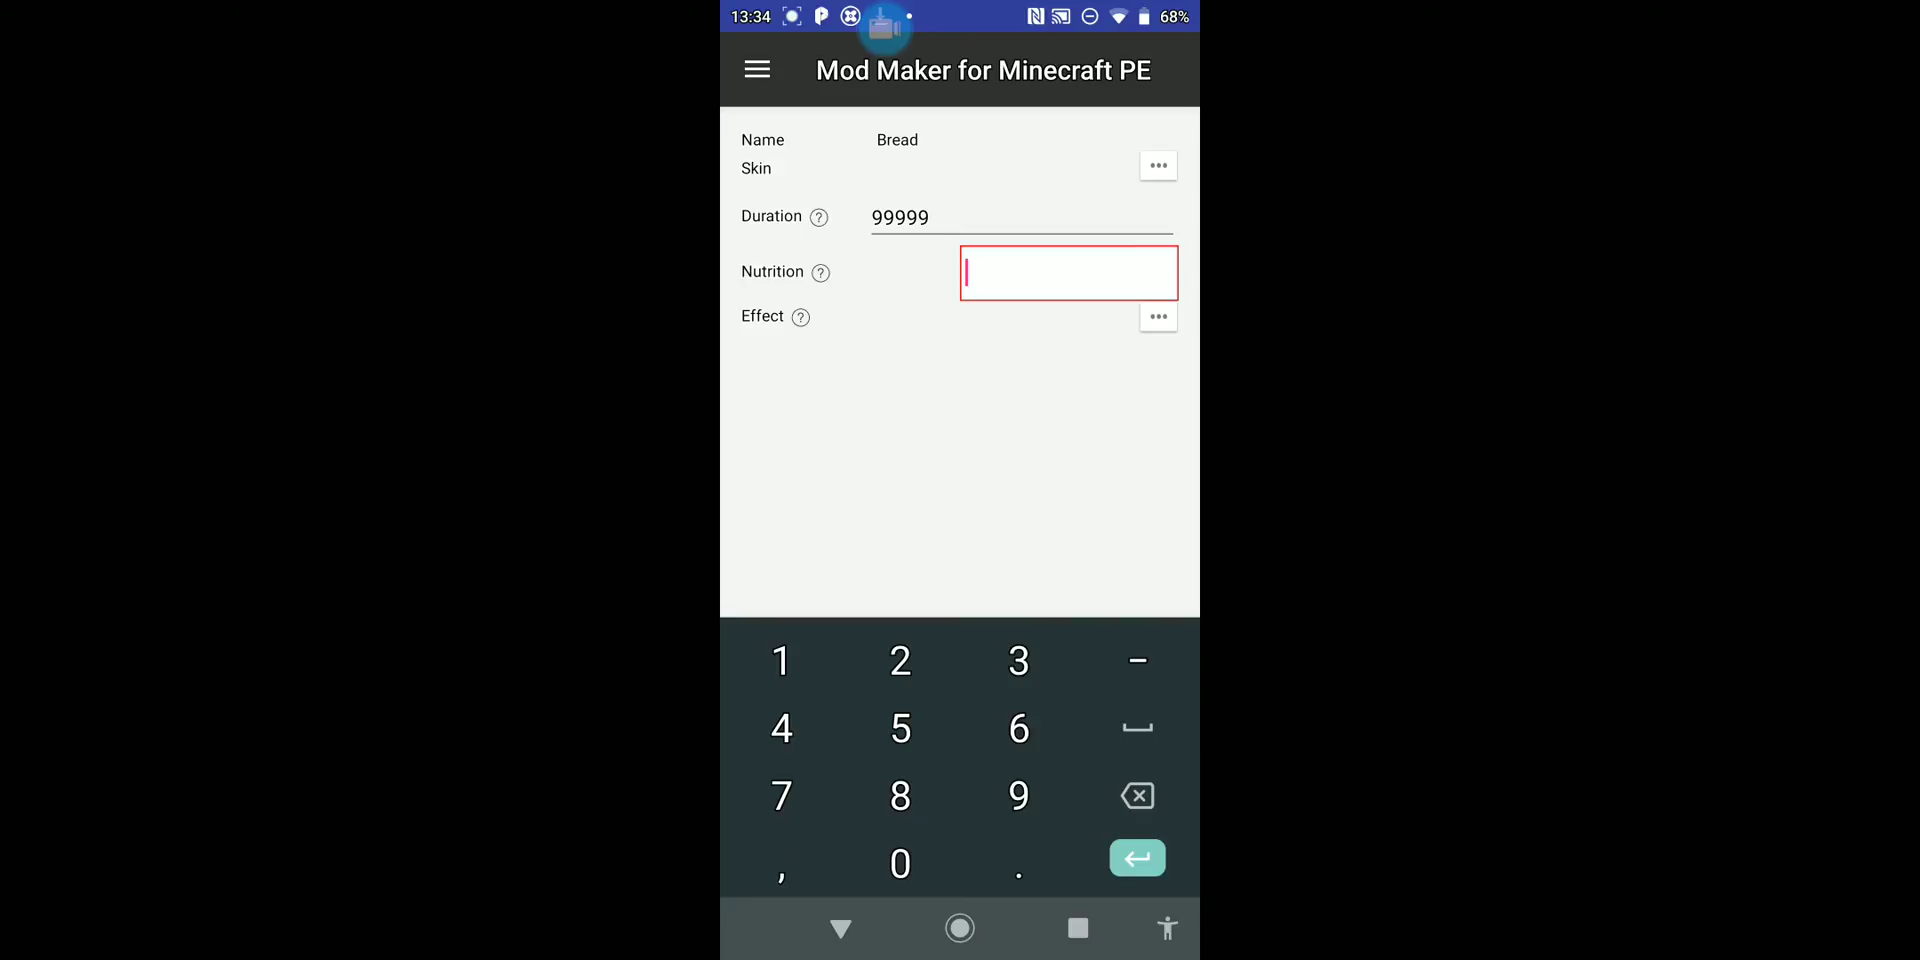 13:34 68%
Mod Maker for Minecraft PE
Name Bread
Skin •••
Duration ? 99999
Nutrition ?
Effect ? •••
1 2 3 –
4 5 6
7 8 9
, 0 .